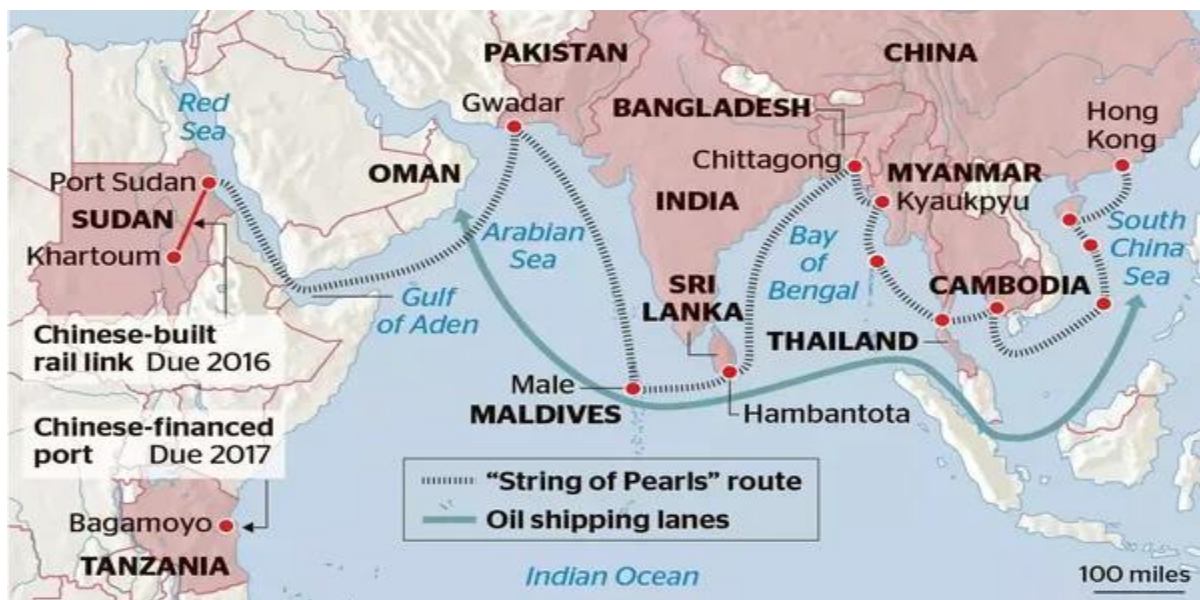 PAKISTAN
CHINA
Red
Sea
Gwadar
BANGLADESH
Hong
Kong
Port Sudan
OMAN
Chittagong
MYANMAR
SUDAN
INDIA
Kyaukpyu
Khartoum
Arabian
Sea
Bay
of
Bengal
South
China
Sea
Gulf
of Aden
SRI
LANKA
CAMBODIA
Chinese-built
rail link Due 2016
THAILAND
Male
MALDIVES
Hambantota
Chinese-financed
port Due 2017
"String of Pearls" route
Oil shipping lanes
Bagamoyo
TANZANIA
Indian Ocean
100 miles